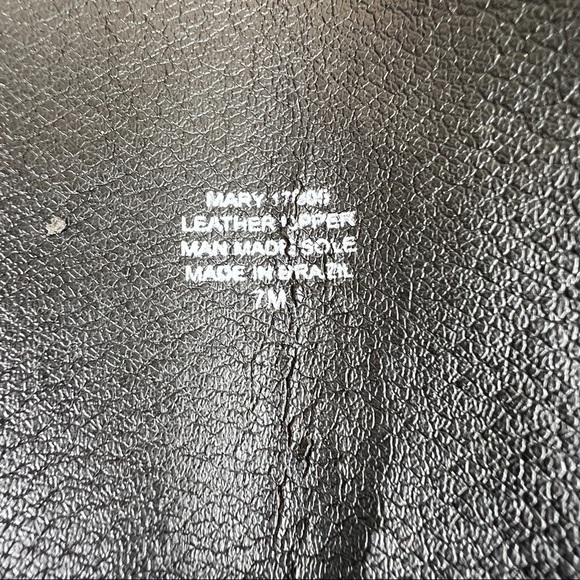 MARY
LEATHER UPPER
MAN MADE SOLE
MADE IN BRAZIL
7M